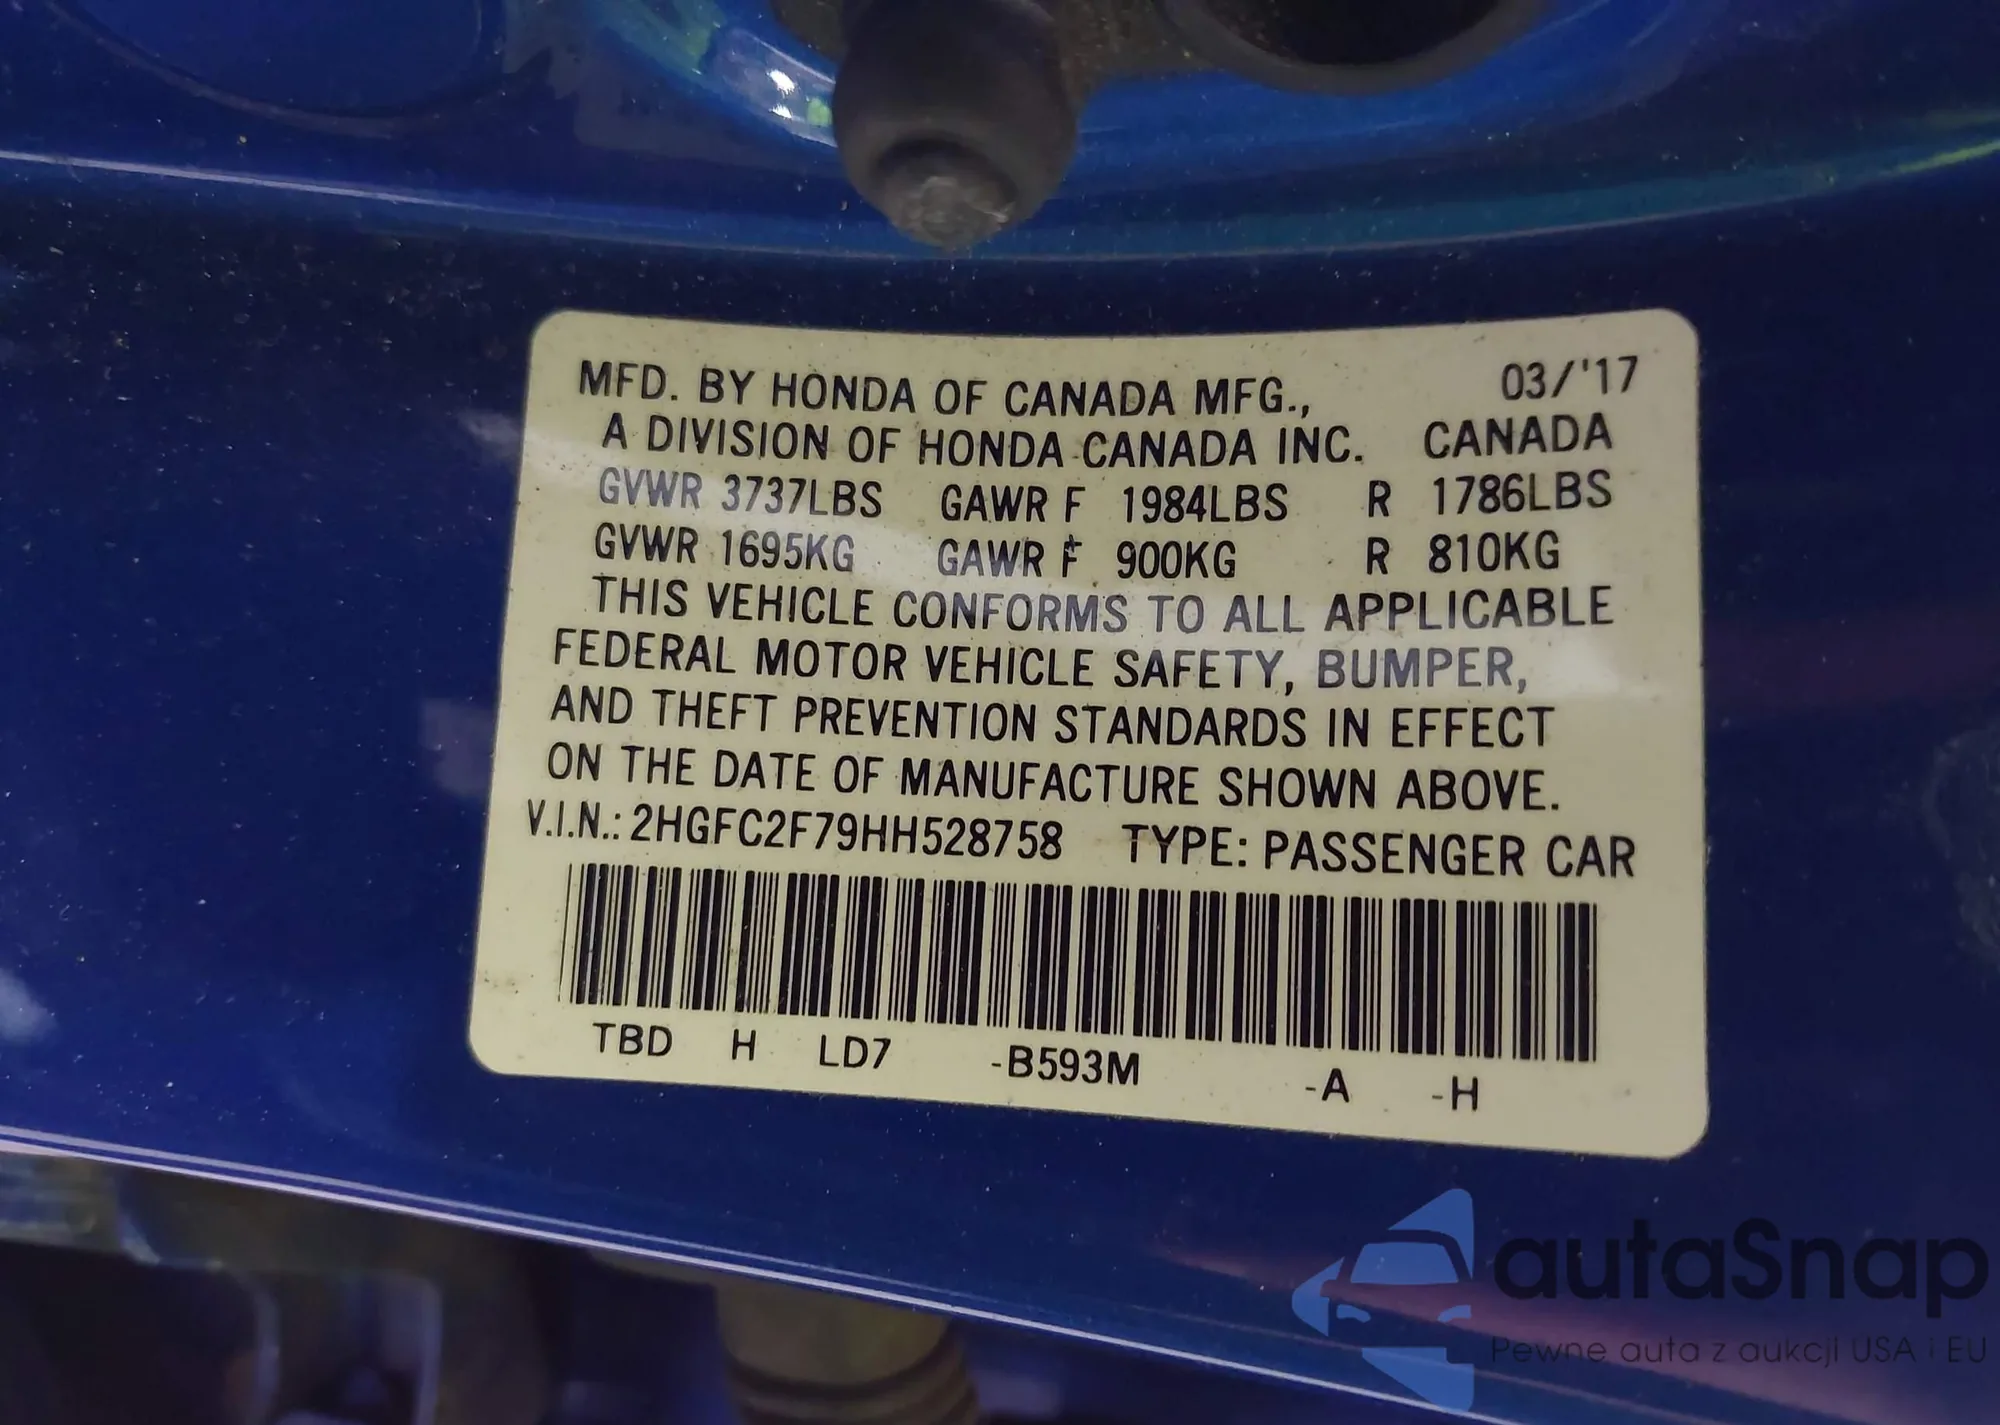 MFD. BY HONDA OF CANADA MFG., 03/'17
A DIVISION OF HONDA CANADA INC. CANADA
GVWR 3737LBS GAWR F 1984LBS R 1786LBS
GVWR 1695KG GAWR F 900KG R 810KG
THIS VEHICLE CONFORMS TO ALL APPLICABLE
FEDERAL MOTOR VEHICLE SAFETY, BUMPER,
AND THEFT PREVENTION STANDARDS IN EFFECT
ON THE DATE OF MANUFACTURE SHOWN ABOVE.
V.I.N.: 2HGFC2F79HH528758 TYPE: PASSENGER CAR
TBD H LD7 -B593M -A -H
autaSnap
Pewne auta z aukcji USA i EU